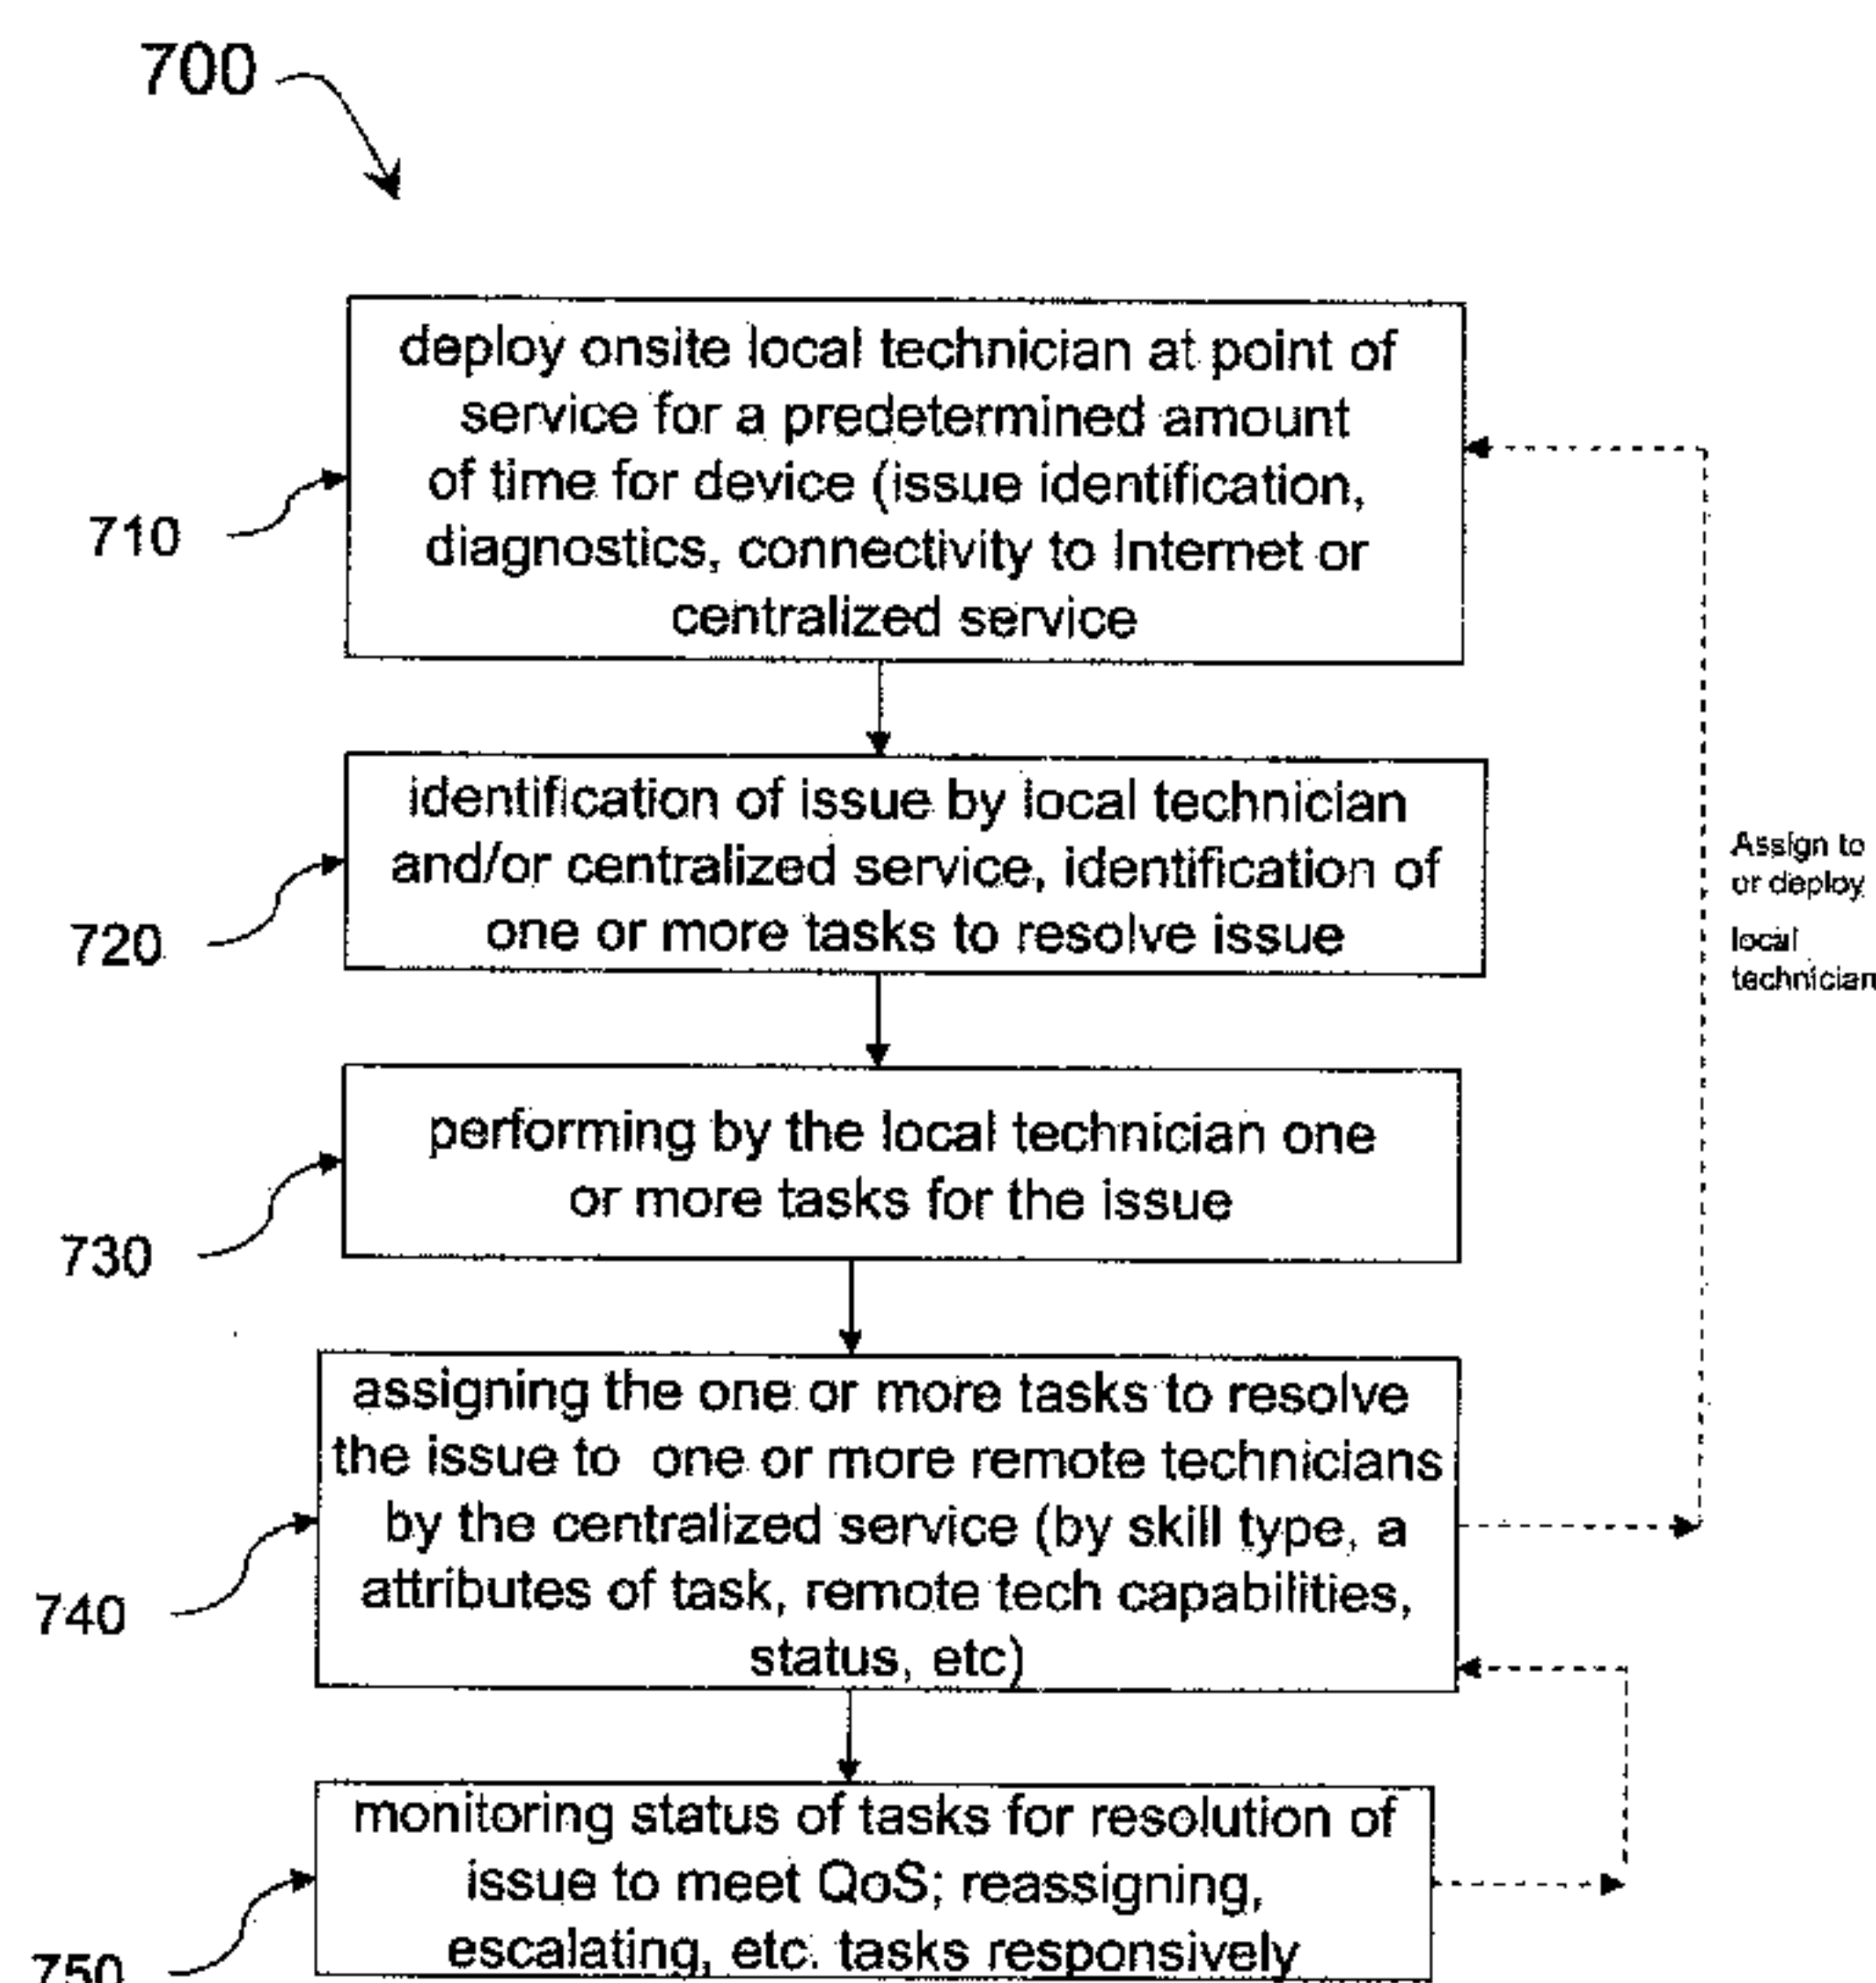 700
deploy onsite local technician at point of
service for a predetermined amount
of time for device (issue identification,
diagnostics, connectivity to Internet or
centralized service
710
identification of issue by local technician
and/or centralized service, identification of
one or more tasks to resolve issue
720
Assign to
or deploy
local
technician
performing by the local technician one
or more tasks for the issue
730
assigning the one or more tasks to resolve
the issue to one or more remote technicians
by the centralized service (by skill type, a
attributes of task, remote tech capabilities,
status, etc)
740
monitoring status of tasks for resolution of
issue to meet QoS; reassigning,
escalating, etc. tasks responsively
750